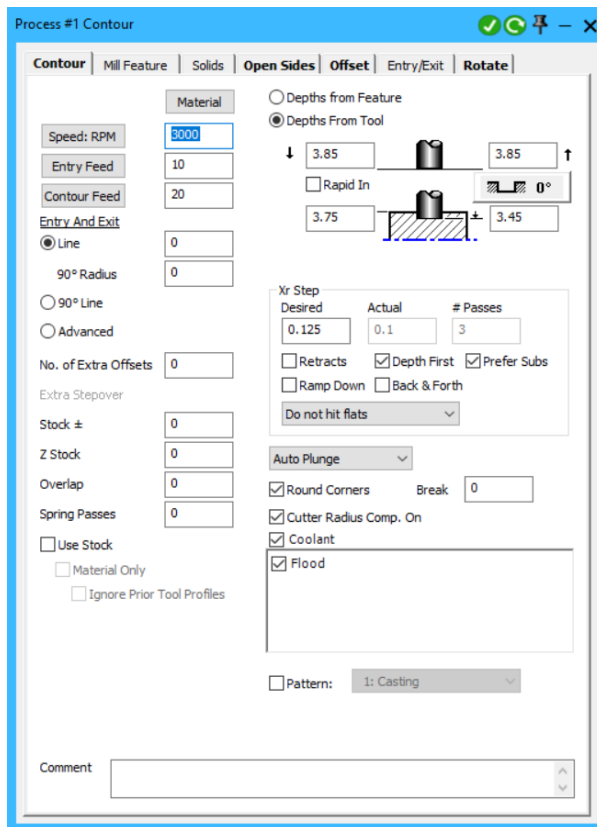 Process #1 Contour
Contour Mill Feature Solids Open Sides Offset Entry/Exit Rotate
Material
Speed: RPM 3000
Entry Feed 10
Contour Feed 20
Entry And Exit
Line 0
90° Radius 0
90° Line
Advanced
No. of Extra Offsets 0
Extra Stepover
Stock ± 0
Z Stock 0
Overlap 0
Spring Passes 0
Use Stock
Material Only
Ignore Prior Tool Profiles
Depths from Feature
Depths From Tool
3.85 3.85
Rapid In
0°
3.75 3.45
Xr Step
Desired Actual # Passes
0.125 0.1 3
Retracts Depth First Prefer Subs
Ramp Down Back & Forth
Do not hit flats
Auto Plunge
Round Corners Break 0
Cutter Radius Comp. On
Coolant
Flood
Pattern: 1: Casting
Comment